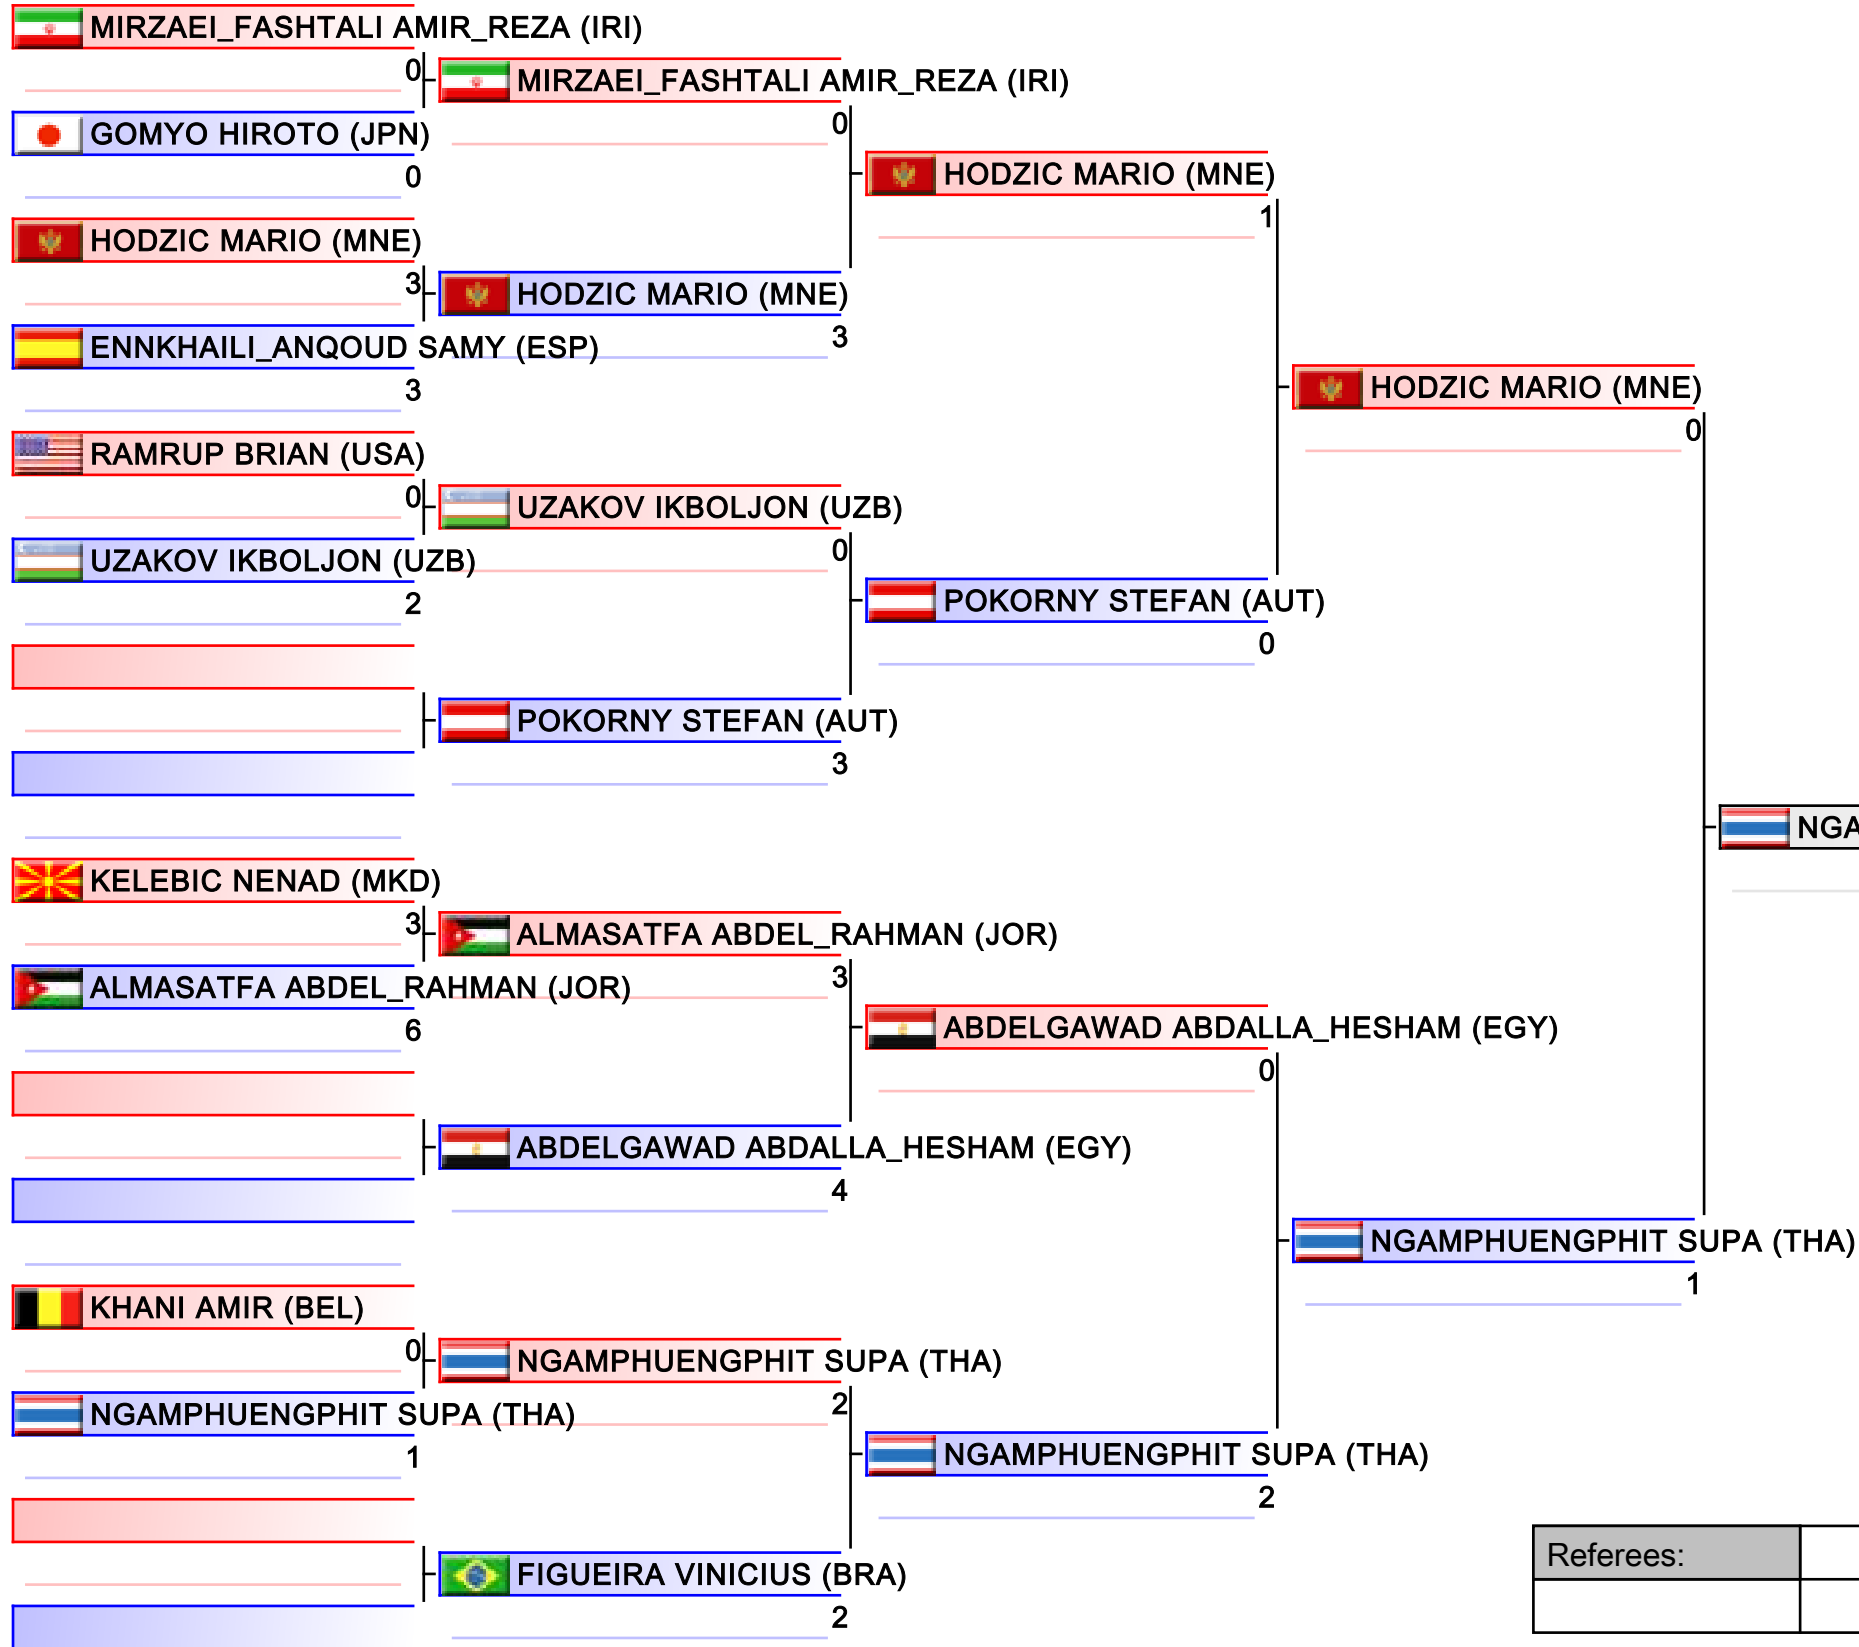 MIRZAEI_FASHTALI AMIR_REZA (IRI)
0
GOMYO HIROTO (JPN)
0
HODZIC MARIO (MNE)
3
ENNKHAILI_ANQOUD SAMY (ESP)
3
RAMRUP BRIAN (USA)
0
UZAKOV IKBOLJON (UZB)
2
KELEBIC NENAD (MKD)
3
ALMASATFA ABDEL_RAHMAN (JOR)
6
KHANI AMIR (BEL)
0
NGAMPHUENGPHIT SUPA (THA)
1
MIRZAEI_FASHTALI AMIR_REZA (IRI)
0
HODZIC MARIO (MNE)
3
UZAKOV IKBOLJON (UZB)
0
POKORNY STEFAN (AUT)
3
ALMASATFA ABDEL_RAHMAN (JOR)
3
ABDELGAWAD ABDALLA_HESHAM (EGY)
4
NGAMPHUENGPHIT SUPA (THA)
2
FIGUEIRA VINICIUS (BRA)
2
HODZIC MARIO (MNE)
1
POKORNY STEFAN (AUT)
0
ABDELGAWAD ABDALLA_HESHAM (EGY)
0
NGAMPHUENGPHIT SUPA (THA)
2
HODZIC MARIO (MNE)
0
NGAMPHUENGPHIT SUPA (THA)
1
NGA
Referees: